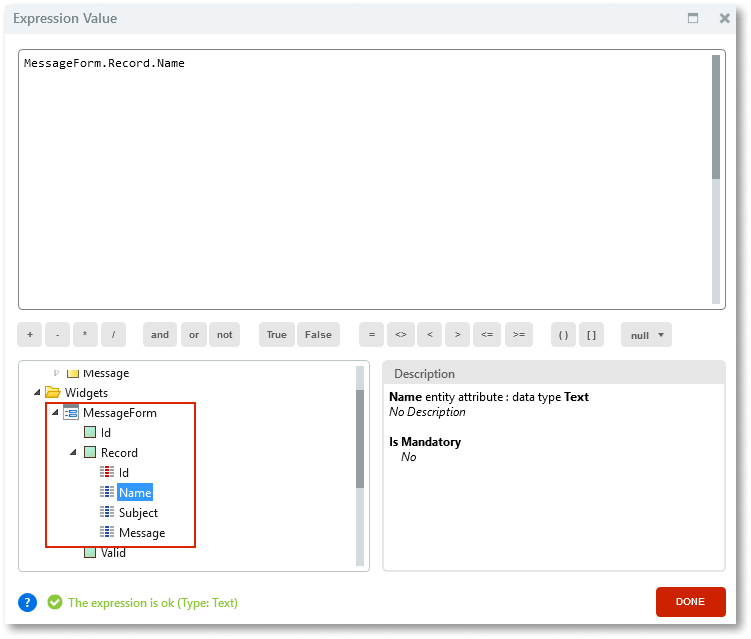 Expression Value
MessageForm.Record.Name
+ - * / and or not True False = <> < > <= >= ( ) [ ] null
Message
Widgets
MessageForm
Id
Record
Id
Name
Subject
Message
Valid
Description
Name entity attribute : data type Text
No Description
Is Mandatory
No
? The expression is ok (Type: Text)
DONE